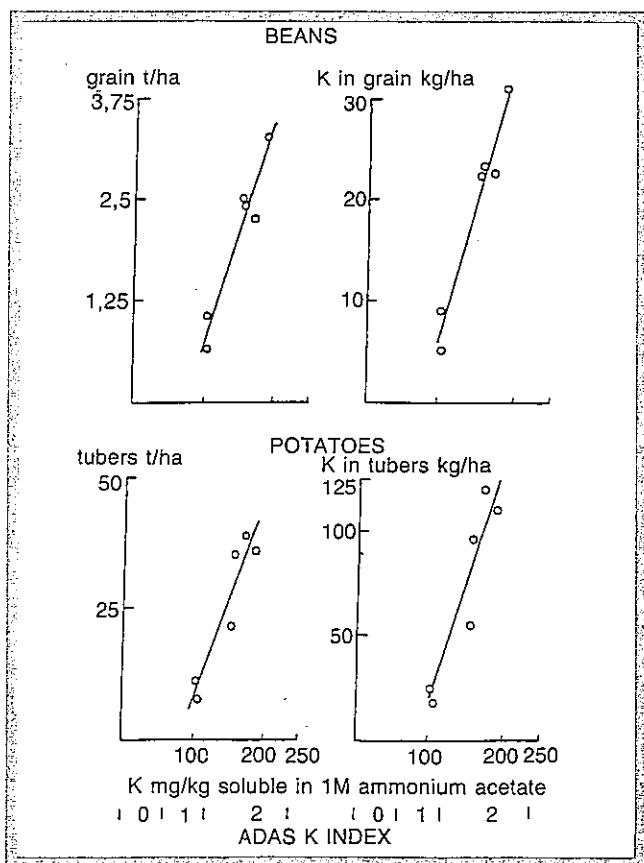 BEANS
grain t/ha K in grain kg/ha
3,75 30
2,5 20
1,25 10
POTATOES
tubers t/ha K in tubers kg/ha
50 125
100
25 50
100 200 250 100 200 250
K mg/kg soluble in 1M ammonium acetate
0 1 2 0 1 2
ADAS K INDEX